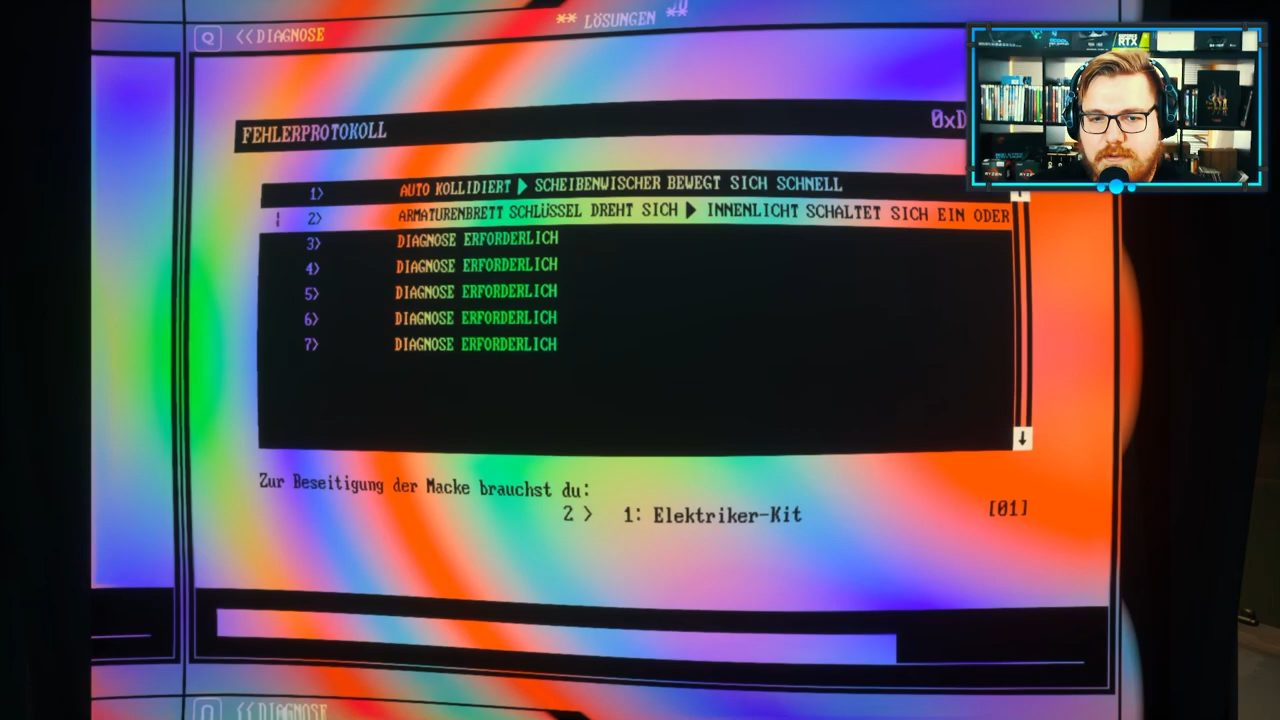 ** LÖSUNGEN **
Q <<DIAGNOSE
FEHLERPROTOKOLL 0xD
1> AUTO KOLLIDIERT ▶ SCHEIBENWISCHER BEWEGT SICH SCHNELL
2> ARMATURENBRETT SCHLÜSSEL DREHT SICH ▶ INNENLICHT SCHALTET SICH EIN ODER
3> DIAGNOSE ERFORDERLICH
4> DIAGNOSE ERFORDERLICH
5> DIAGNOSE ERFORDERLICH
6> DIAGNOSE ERFORDERLICH
7> DIAGNOSE ERFORDERLICH
Zur Beseitigung der Macke brauchst du:
2 > 1: Elektriker-Kit [01]
Q <<DIAGNOSE
RTX